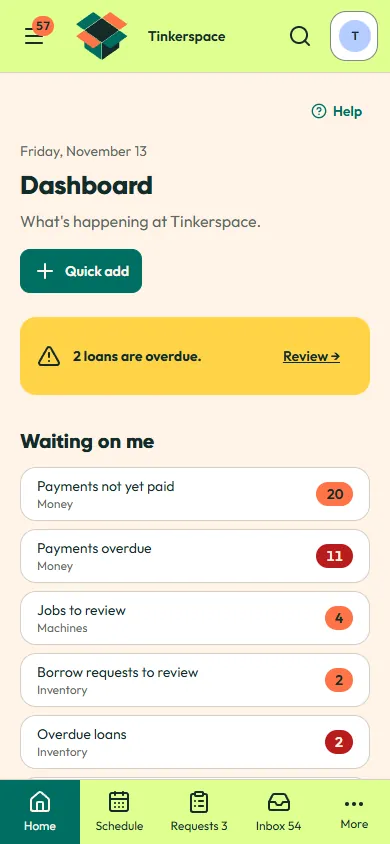 57
Tinkerspace
T
Help
Friday, November 13
Dashboard
What's happening at Tinkerspace.
Quick add
2 loans are overdue.
Review →
Waiting on me
Payments not yet paid
Money
20
Payments overdue
Money
11
Jobs to review
Machines
4
Borrow requests to review
Inventory
2
Overdue loans
Inventory
2
Home
Schedule
Requests 3
Inbox 54
More